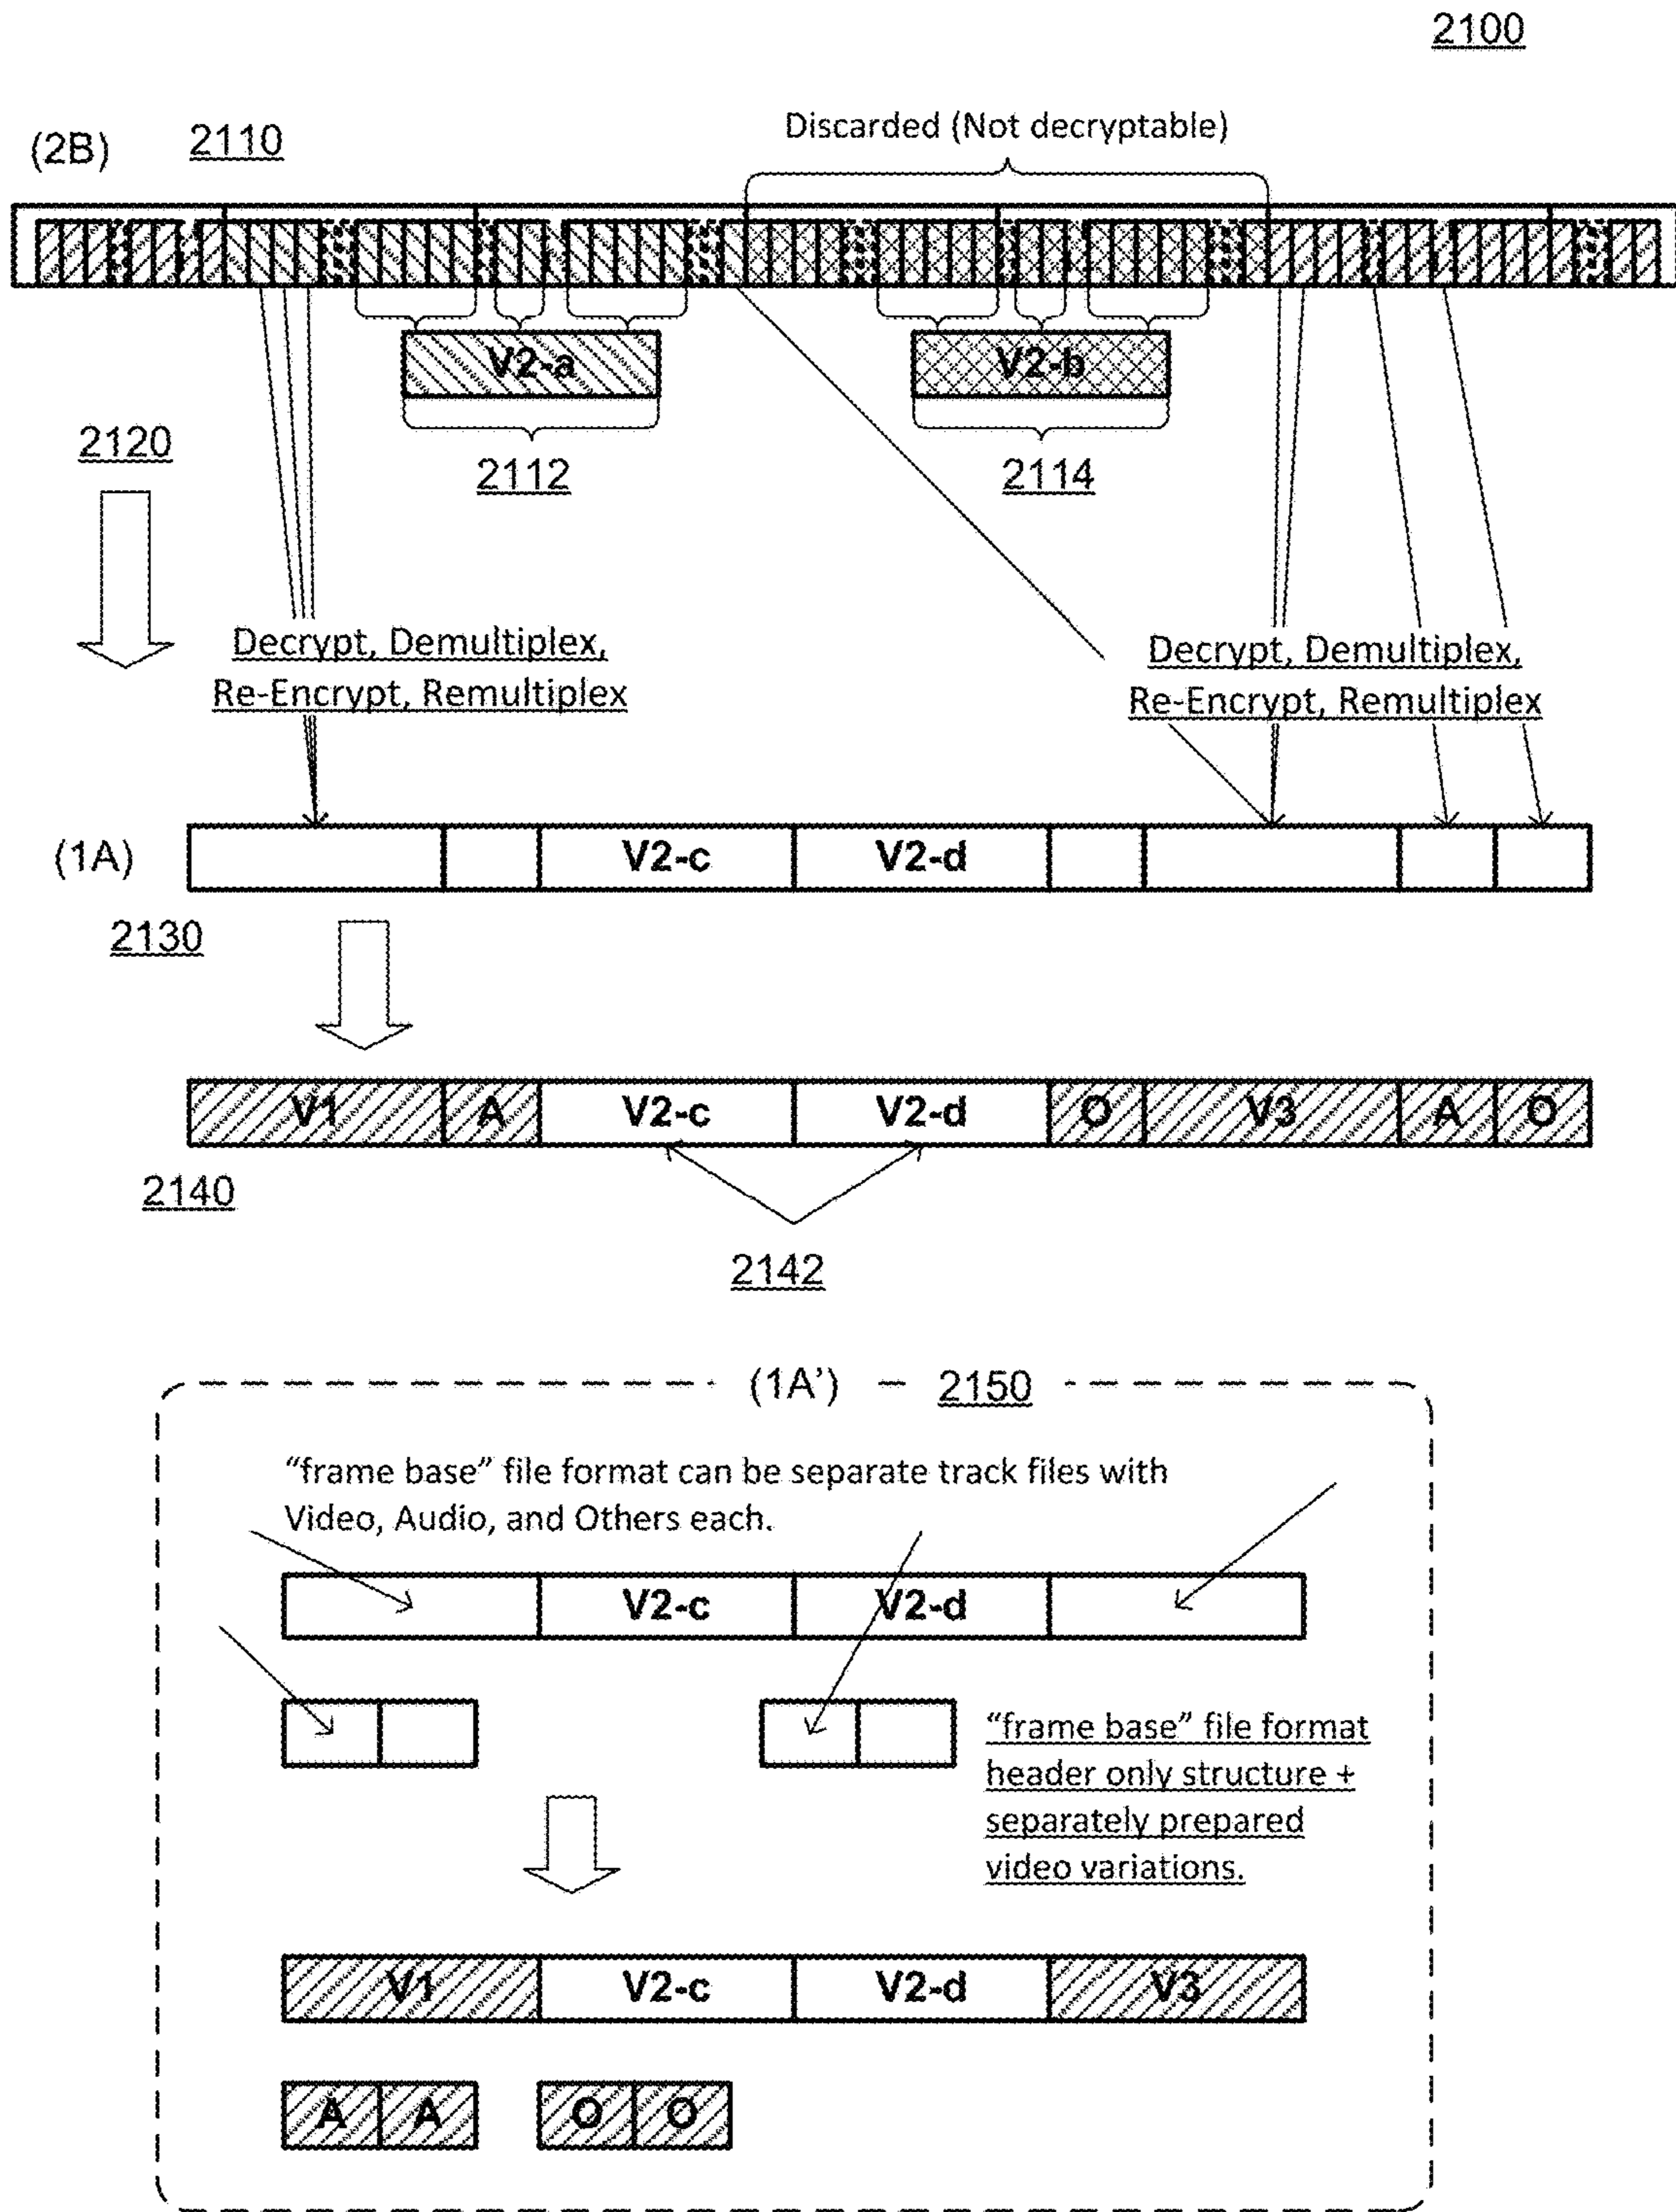 2100
Discarded (Not decryptable)
(2B) 2110
V2-a V2-b
2120
2112 2114
Decrypt, Demultiplex,
Re-Encrypt, Remultiplex
Decrypt, Demultiplex,
Re-Encrypt, Remultiplex
(1A) V2-c V2-d
2130
V1 A V2-c V2-d O V3 A O
2140
2142
(1A’) 2150
“frame base” file format can be separate track files with
Video, Audio, and Others each.
V2-c V2-d
“frame base” file format
header only structure +
separately prepared
video variations.
V1 V2-c V2-d V3
A A O O